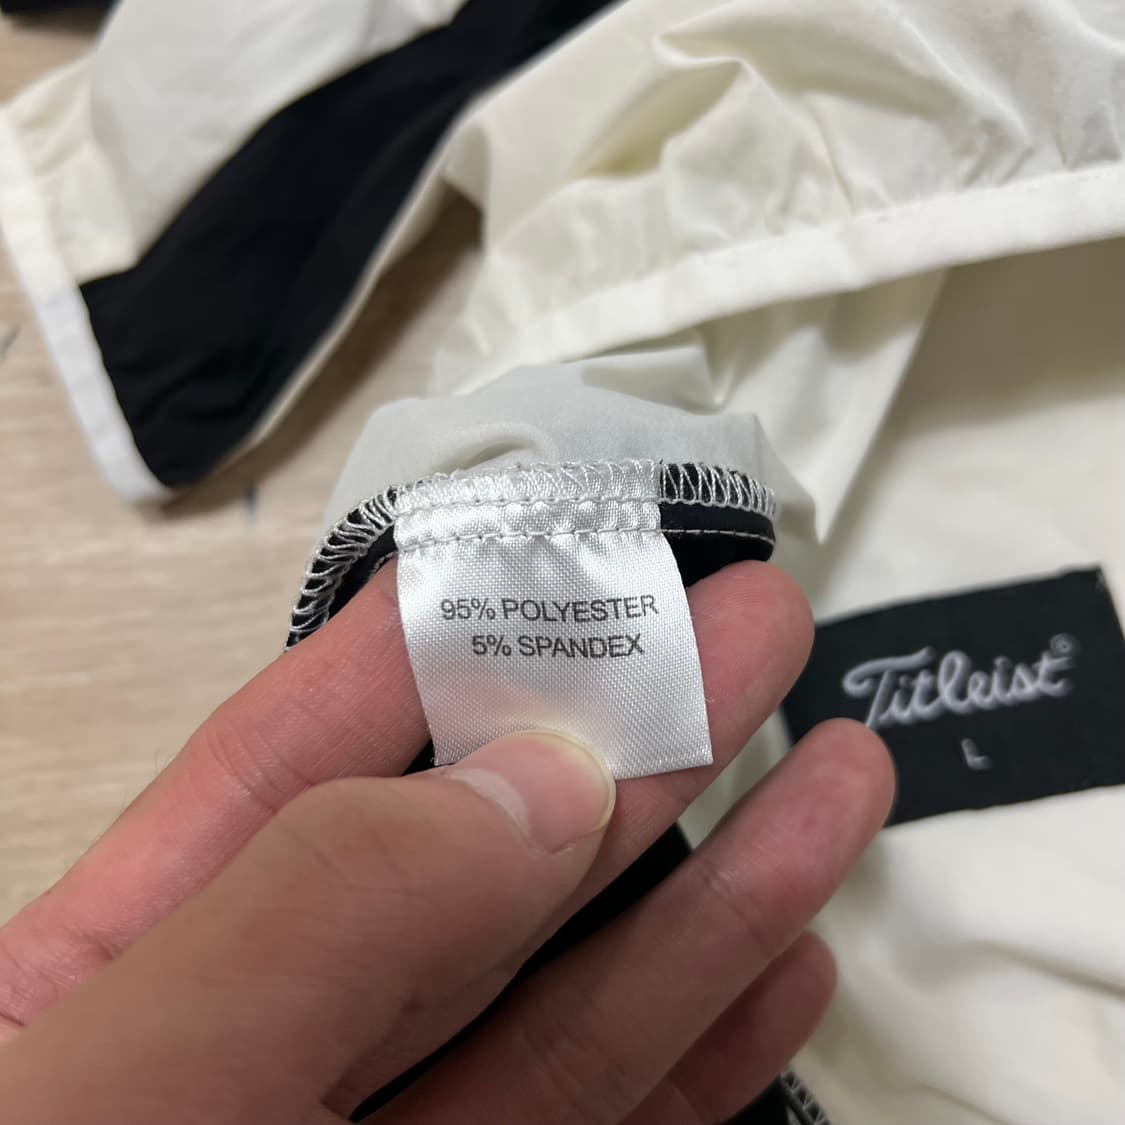 95% POLYESTER
5% SPANDEX
Titleist
L